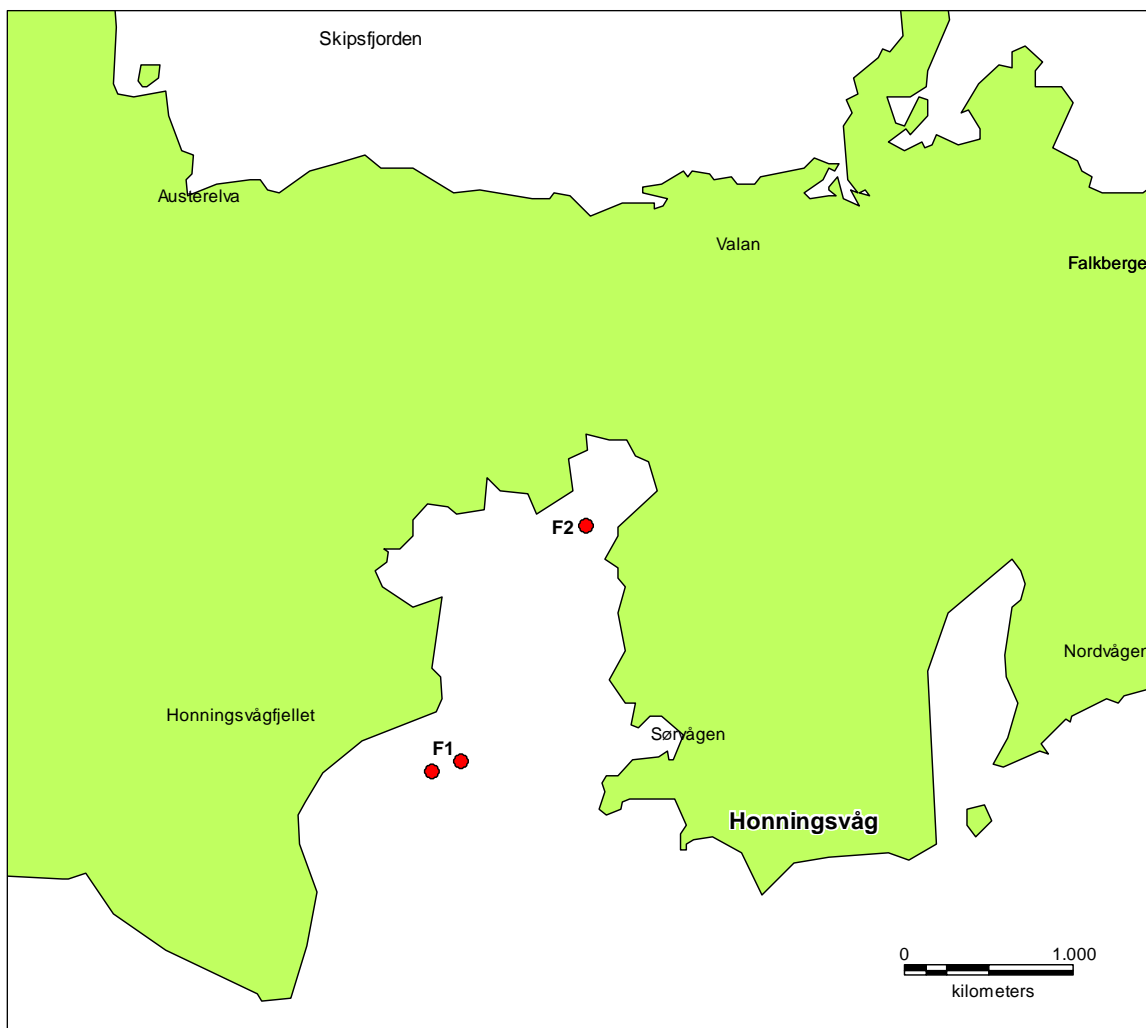 Skipsfjorden
Austerelva
Valan
Falkberge
F2
Nordvågen
Honningsvågfjellet
Sørvågen
F1
Honningsvåg
0 1.000
kilometers